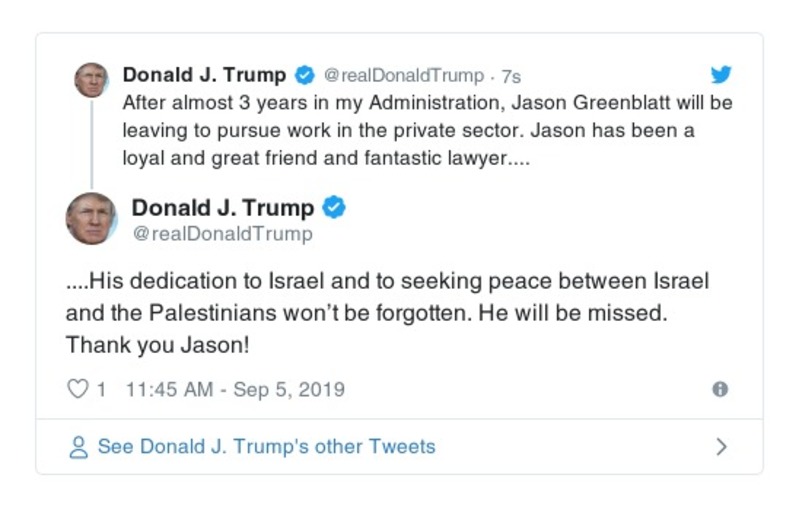 Donald J. Trump @realDonaldTrump · 7s
After almost 3 years in my Administration, Jason Greenblatt will be
leaving to pursue work in the private sector. Jason has been a
loyal and great friend and fantastic lawyer....
Donald J. Trump
@realDonaldTrump
....His dedication to Israel and to seeking peace between Israel
and the Palestinians won’t be forgotten. He will be missed.
Thank you Jason!
1 11:45 AM - Sep 5, 2019
See Donald J. Trump's other Tweets